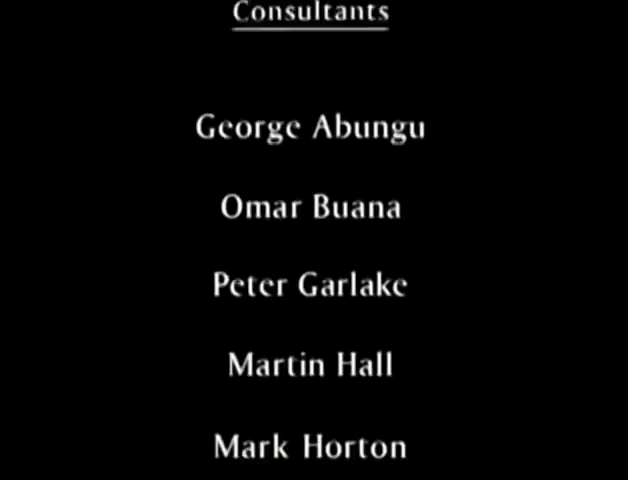 Consultants
George Abungu
Omar Buana
Peter Garlake
Martin Hall
Mark Horton